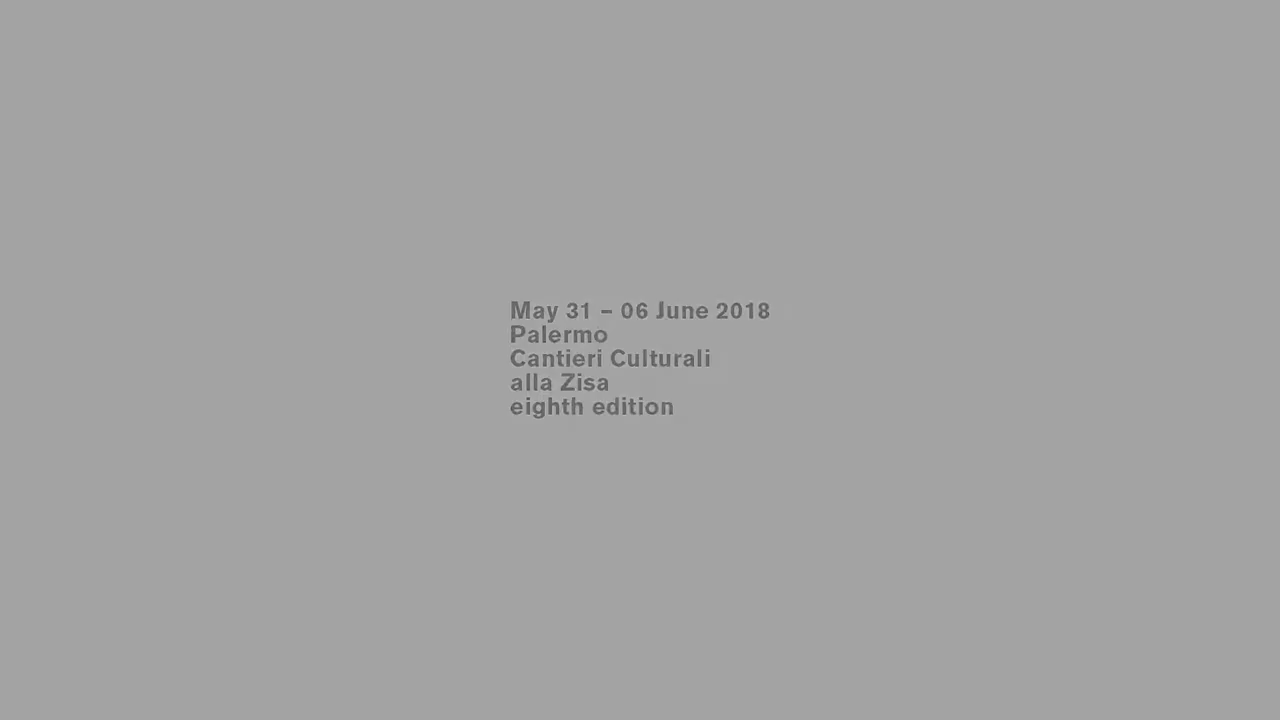 May 31 – 06 June 2018
Palermo
Cantieri Culturali
alla Zisa
eighth edition